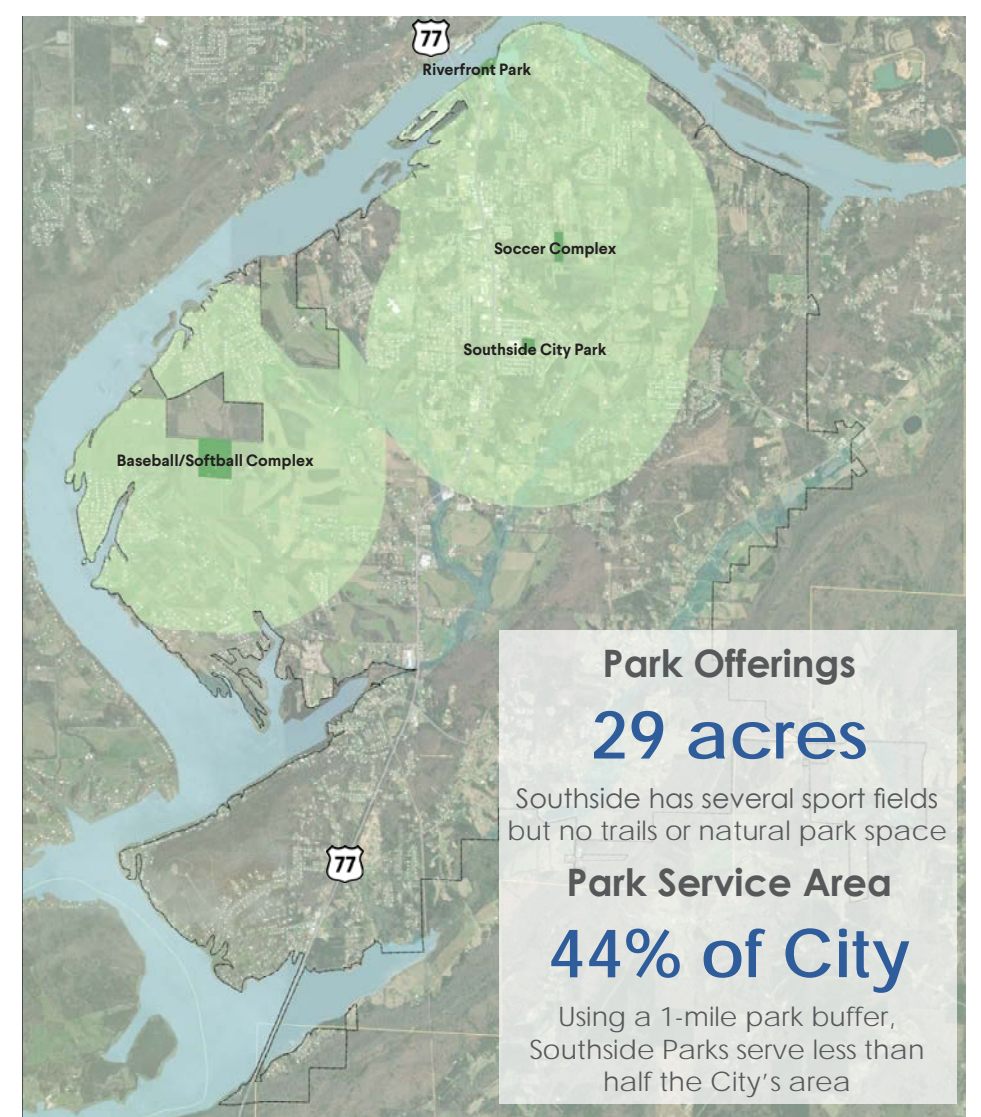 77
Riverfront Park
Soccer Complex
Southside City Park
Baseball/Softball Complex
77
Park Offerings
29 acres
Southside has several sport fields
but no trails or natural park space
Park Service Area
44% of City
Using a 1-mile park buffer,
Southside Parks serve less than
half the City's area